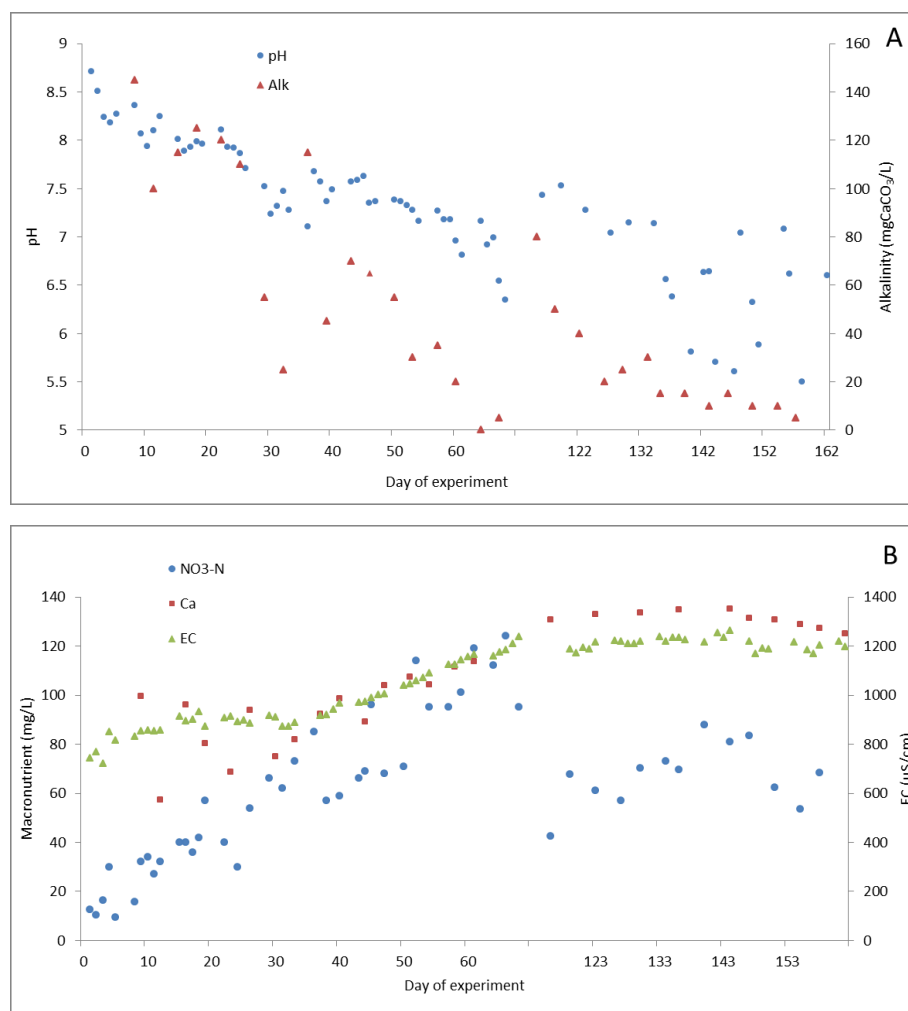 A
pH
Alk
9
8.5
8
7.5
7
6.5
6
5.5
5
pH
160
140
120
100
80
60
40
20
0
Alkalinity (mgCaCO₃/L)
0 10 20 30 40 50 60 122 132 142 152 162
Day of experiment
B
NO3-N
Ca
EC
140
120
100
80
60
40
20
0
Macronutrient (mg/L)
1400
1200
1000
800
600
400
200
0
EC (µS/cm)
0 10 20 30 40 50 60 123 133 143 153
Day of experiment